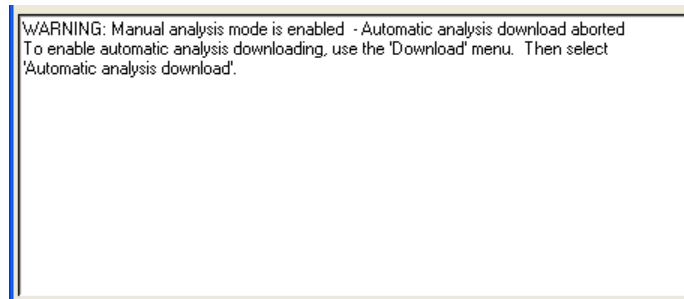 WARNING: Manual analysis mode is enabled  - Automatic analysis download aborted
To enable automatic analysis downloading, use the 'Download' menu.  Then select
'Automatic analysis download'.